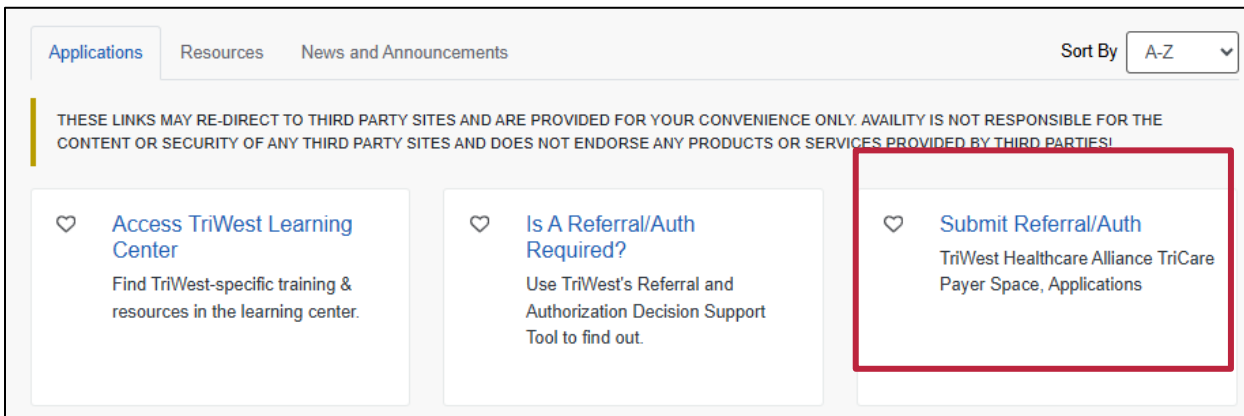 Applications Resources News and Announcements Sort By A-Z
THESE LINKS MAY RE-DIRECT TO THIRD PARTY SITES AND ARE PROVIDED FOR YOUR CONVENIENCE ONLY. AVAILITY IS NOT RESPONSIBLE FOR THE
CONTENT OR SECURITY OF ANY THIRD PARTY SITES AND DOES NOT ENDORSE ANY PRODUCTS OR SERVICES PROVIDED BY THIRD PARTIES!
Access TriWest Learning
Center
Find TriWest-specific training &
resources in the learning center.
Is A Referral/Auth
Required?
Use TriWest's Referral and
Authorization Decision Support
Tool to find out.
Submit Referral/Auth
TriWest Healthcare Alliance TriCare
Payer Space, Applications